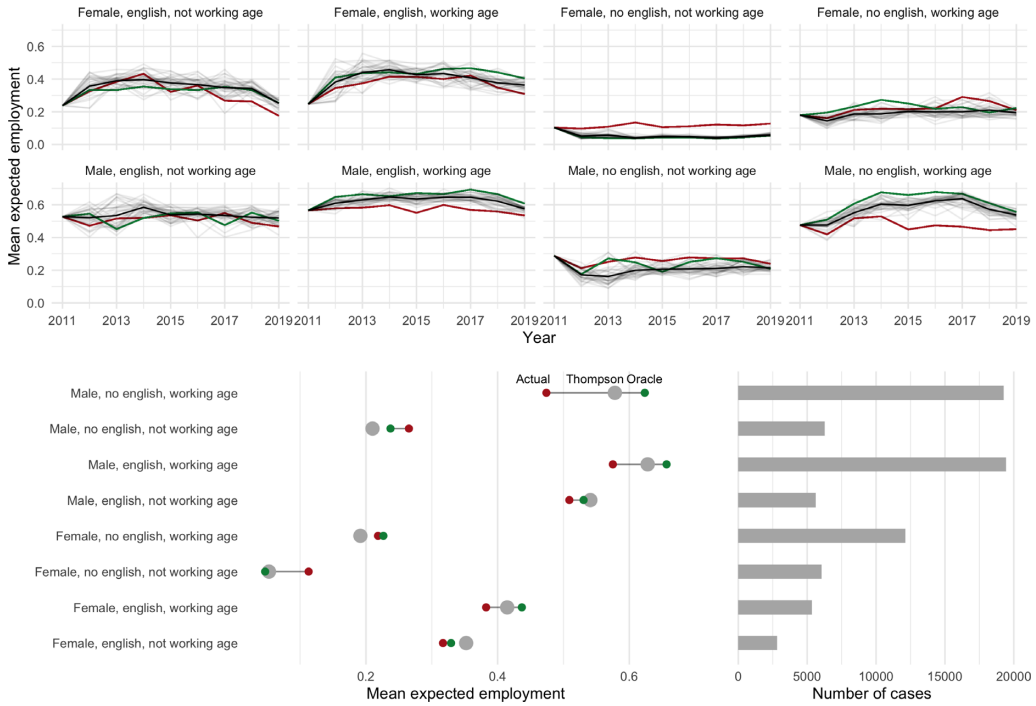 Female, english, not working age
Female, english, working age
Female, no english, not working age
Female, no english, working age
Mean expected employment
0.6
0.4
0.2
0.0
Male, english, not working age
Male, english, working age
Male, no english, not working age
Male, no english, working age
0.6
0.4
0.2
0.0
2011 2013 2015 2017 2019
2011 2013 2015 2017 2019
2011 2013 2015 2017 2019
2011 2013 2015 2017 2019
Year
Actual Thompson Oracle
Male, no english, working age
Male, no english, not working age
Male, english, working age
Male, english, not working age
Female, no english, working age
Female, no english, not working age
Female, english, working age
Female, english, not working age
0.2 0.4 0.6
Mean expected employment
0 5000 10000 15000 20000
Number of cases